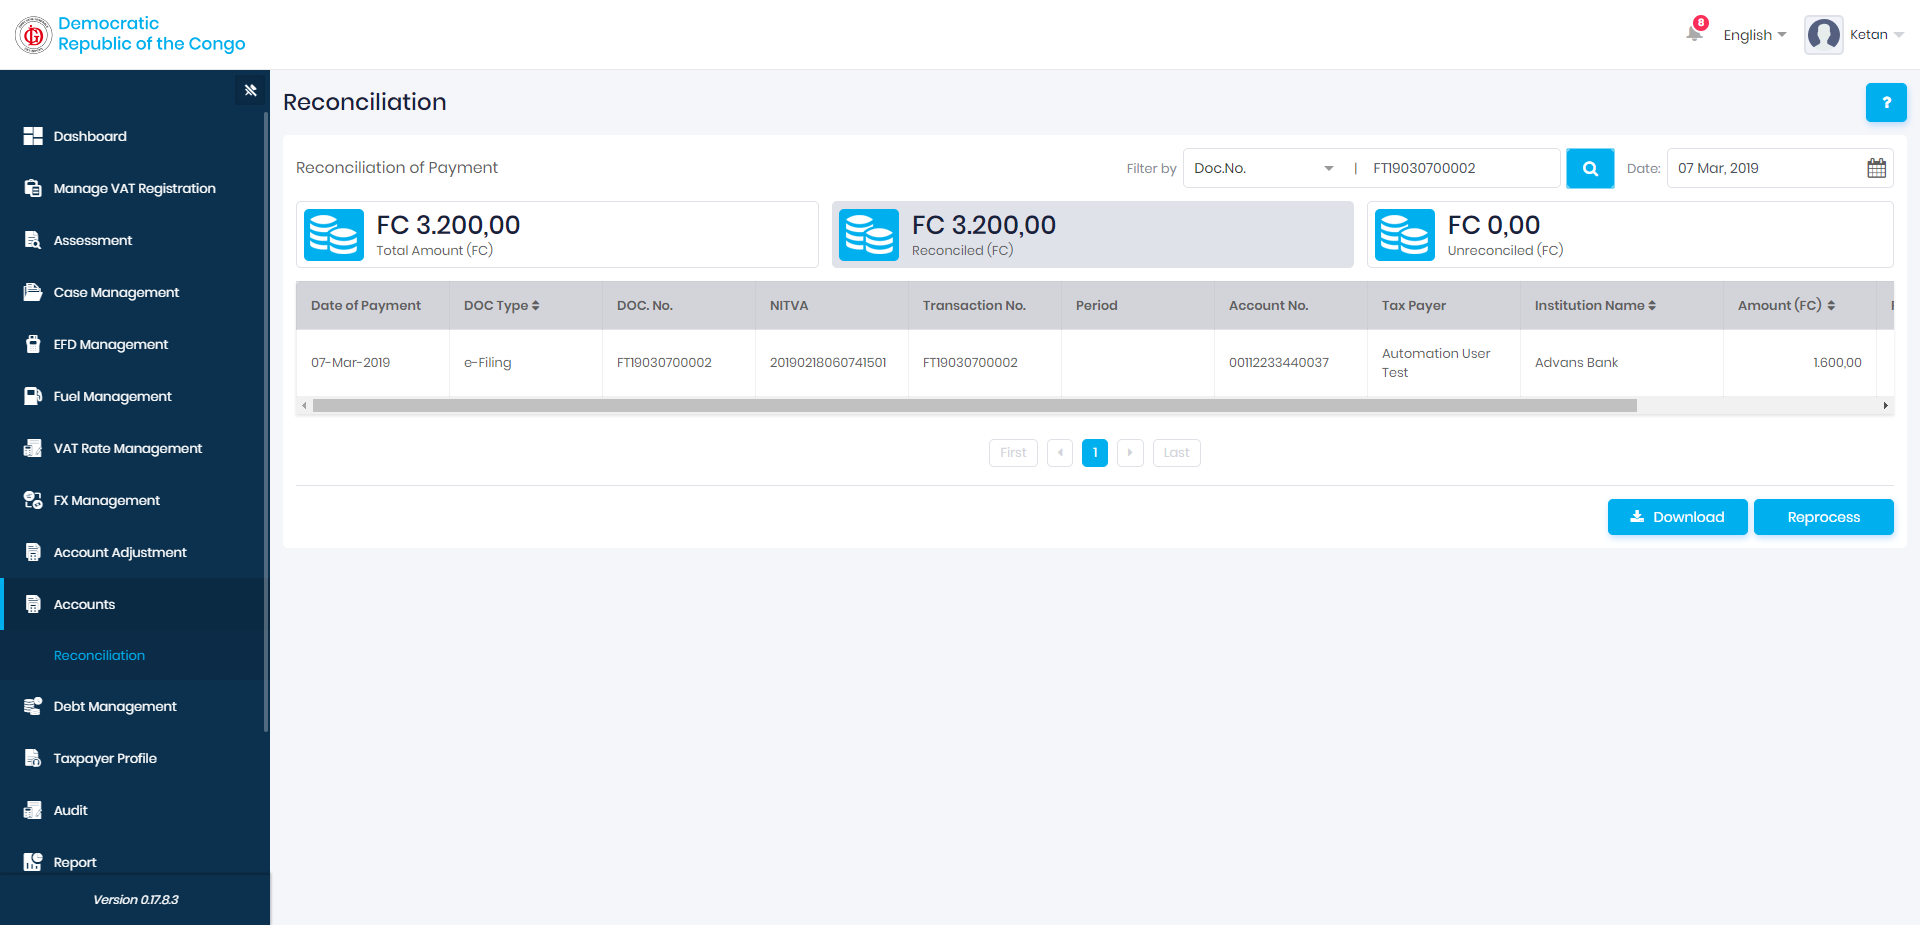 Democratic
Republic of the Congo
8
English
Ketan
Dashboard
Manage VAT Registration
Assessment
Case Management
EFD Management
Fuel Management
VAT Rate Management
FX Management
Account Adjustment
Accounts
Reconciliation
Debt Management
Taxpayer Profile
Audit
Report
Version 0.17.8.3
Reconciliation
?
Reconciliation of Payment
Filter by Doc.No. | FT19030700002 Date: 07 Mar, 2019
FC 3.200,00
Total Amount (FC)
FC 3.200,00
Reconciled (FC)
FC 0,00
Unreconciled (FC)
Date of Payment DOC Type DOC. No. NITVA Transaction No. Period Account No. Tax Payer Institution Name Amount (FC)
07-Mar-2019 e-Filing FT19030700002 20190218060741501 FT19030700002 00112233440037 Automation User Test Advans Bank 1.600,00
First 1 Last
Download Reprocess